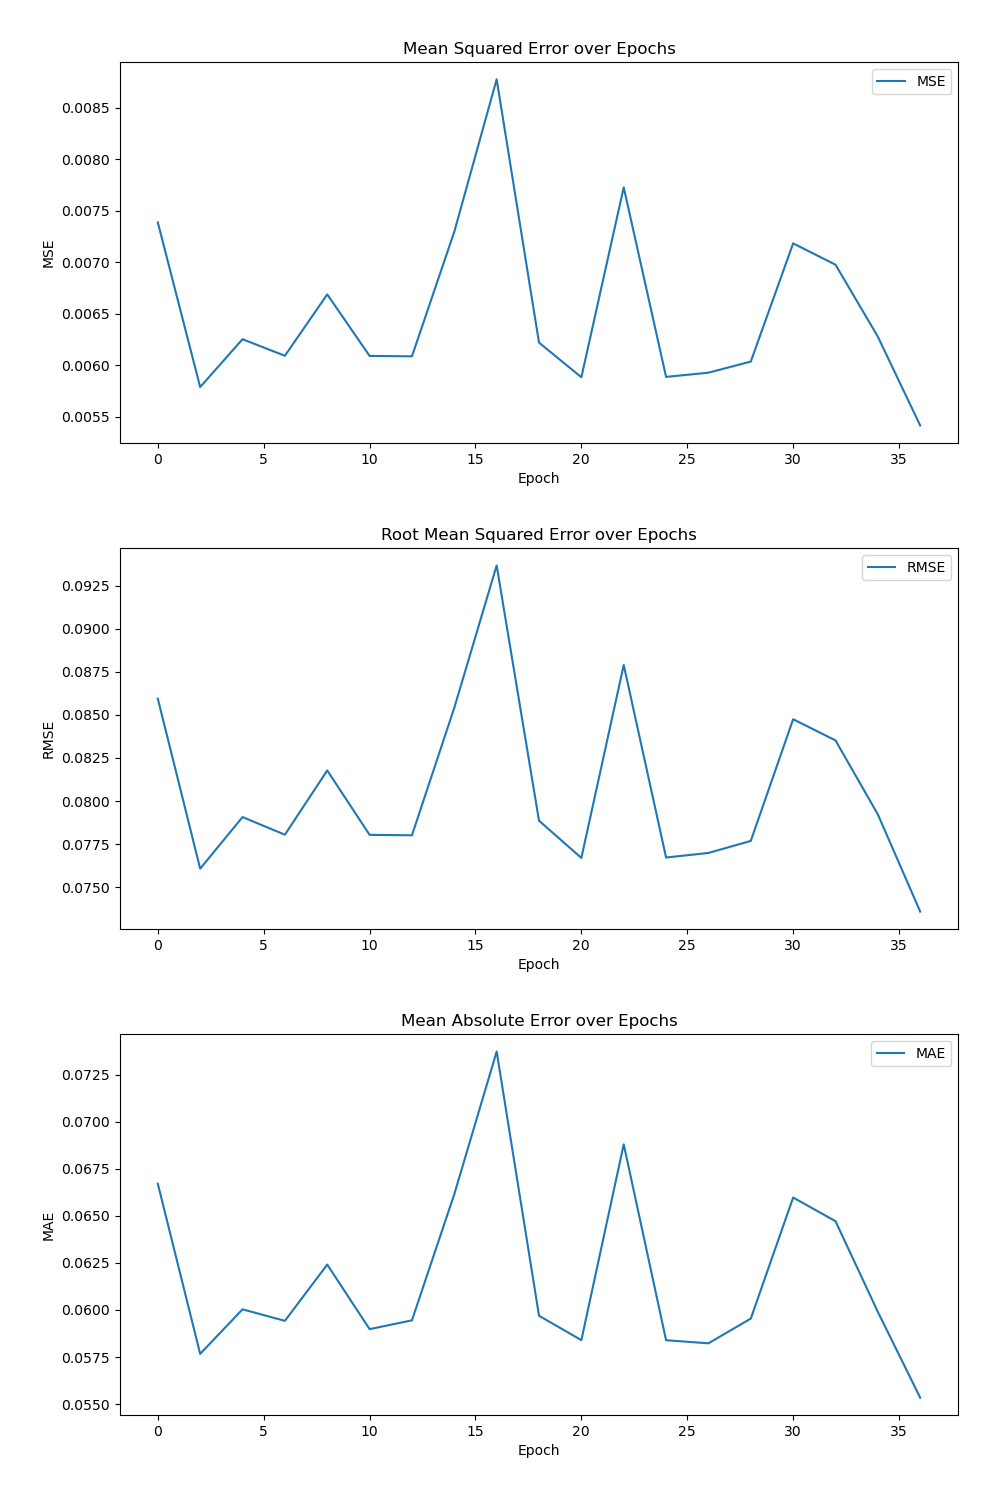 Mean Squared Error over Epochs
MSE
0.0085
0.0080
0.0075
0.0070
0.0065
0.0060
0.0055
MSE
0 5 10 15 20 25 30 35
Epoch
Root Mean Squared Error over Epochs
RMSE
0.0925
0.0900
0.0875
0.0850
0.0825
0.0800
0.0775
0.0750
RMSE
0 5 10 15 20 25 30 35
Epoch
Mean Absolute Error over Epochs
MAE
0.0725
0.0700
0.0675
0.0650
0.0625
0.0600
0.0575
0.0550
MAE
0 5 10 15 20 25 30 35
Epoch